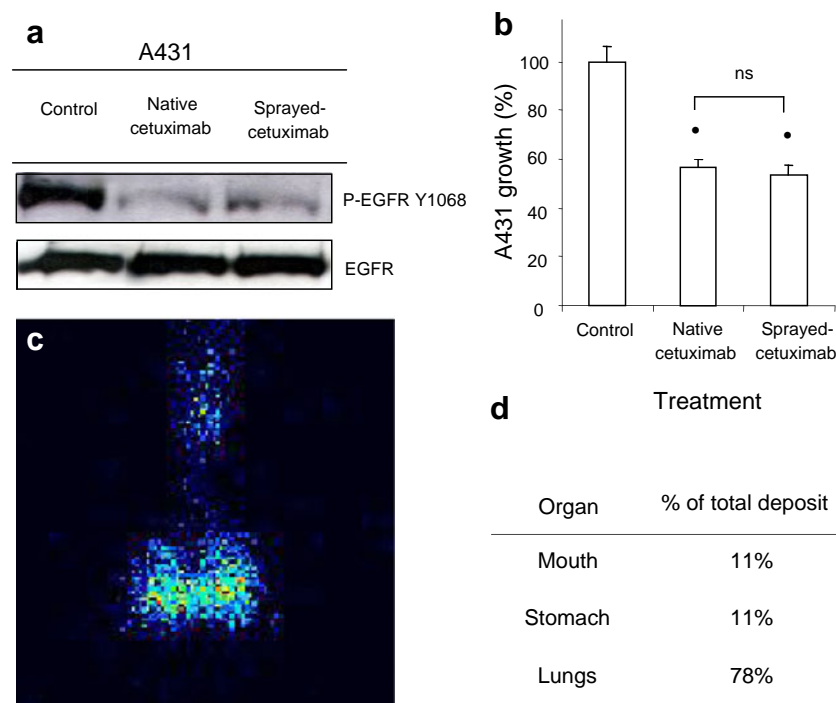 a
A431
Control
Native
cetuximab
Sprayed-
cetuximab
P-EGFR Y1068
EGFR
b
A431 growth (%)
100
80
60
40
20
0
ns
Control
Native
cetuximab
Sprayed-
cetuximab
Treatment
c
d
Organ % of total deposit
Mouth 11%
Stomach 11%
Lungs 78%